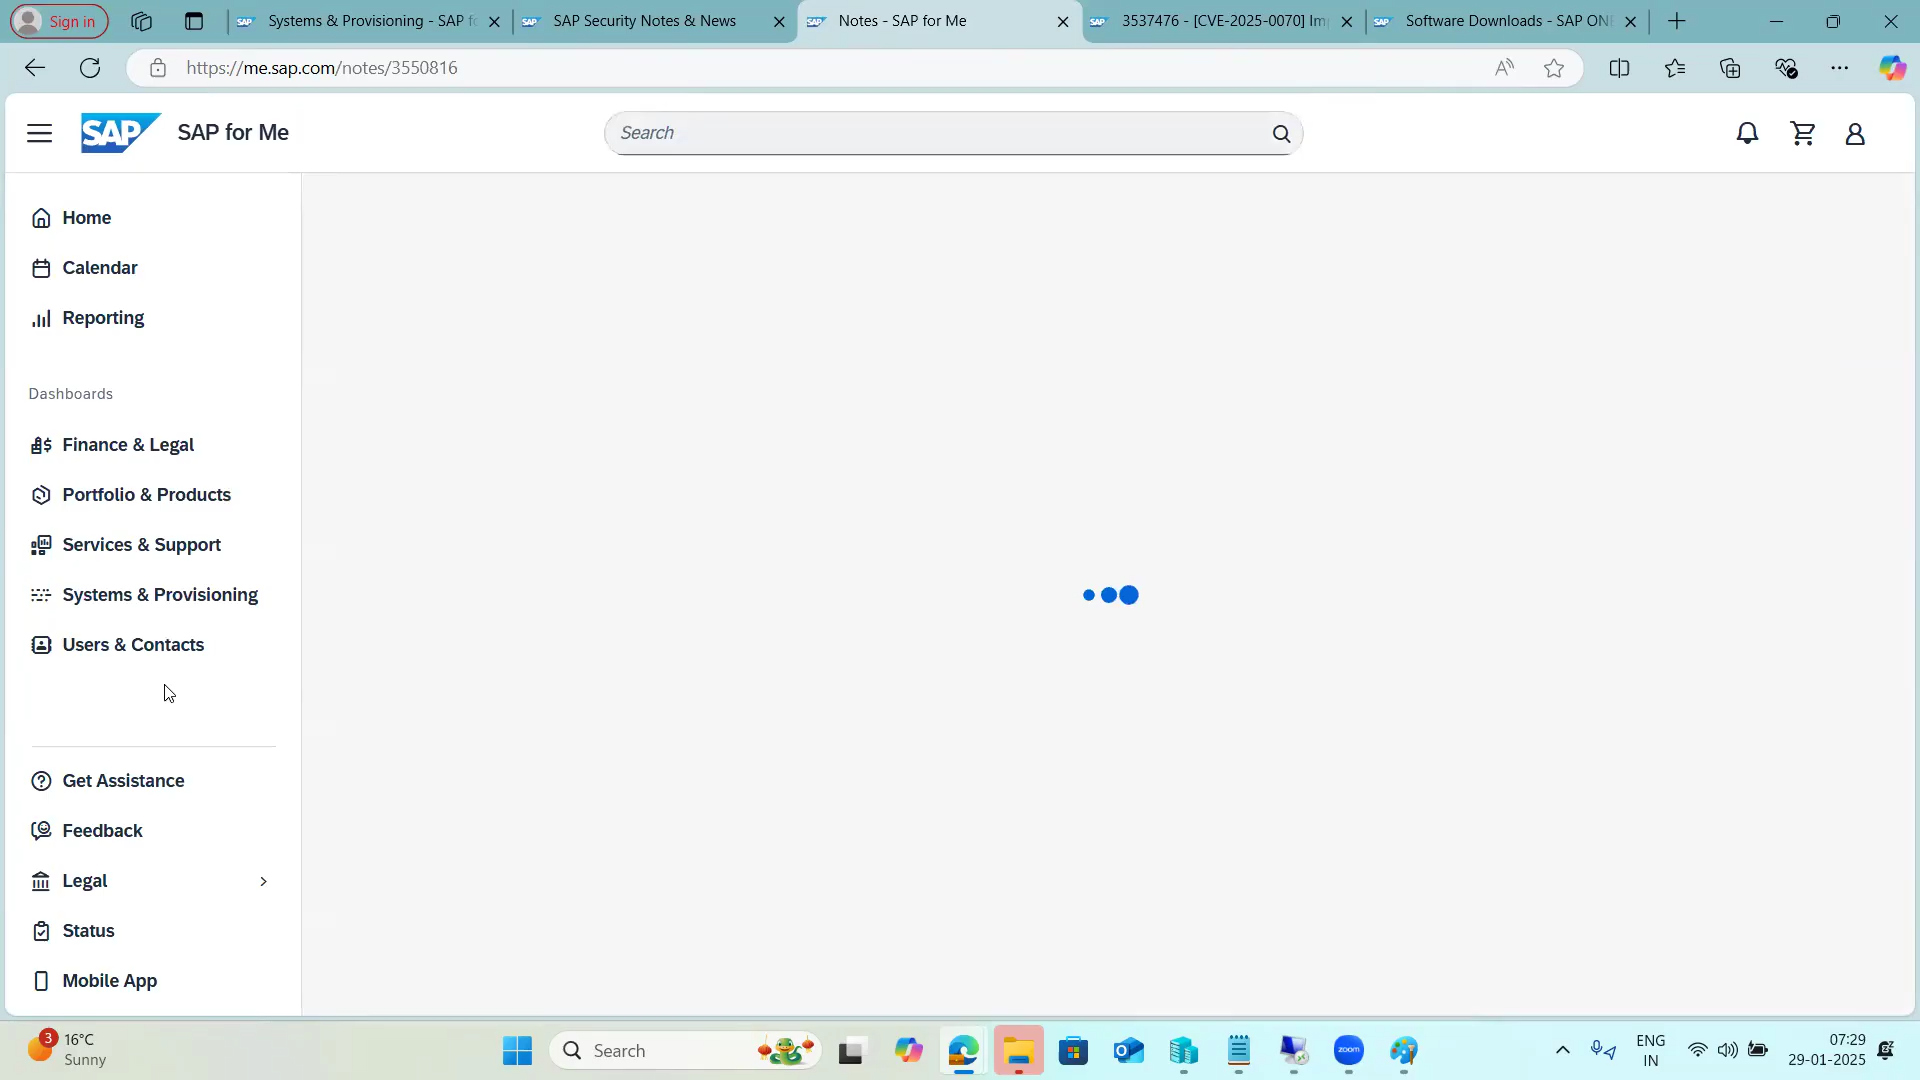 Sign in
Systems & Provisioning - SAP f
SAP Security Notes & News
Notes - SAP for Me
3537476 - [CVE-2025-0070] Im
Software Downloads - SAP ON
https://me.sap.com/notes/3550816
SAP
SAP for Me
Search
Home
Calendar
Reporting
Dashboards
Finance & Legal
Portfolio & Products
Services & Support
Systems & Provisioning
Users & Contacts
Get Assistance
Feedback
Legal
Status
Mobile App
3
16°C
Sunny
Search
zoom
ENG
IN
07:29
29-01-2025